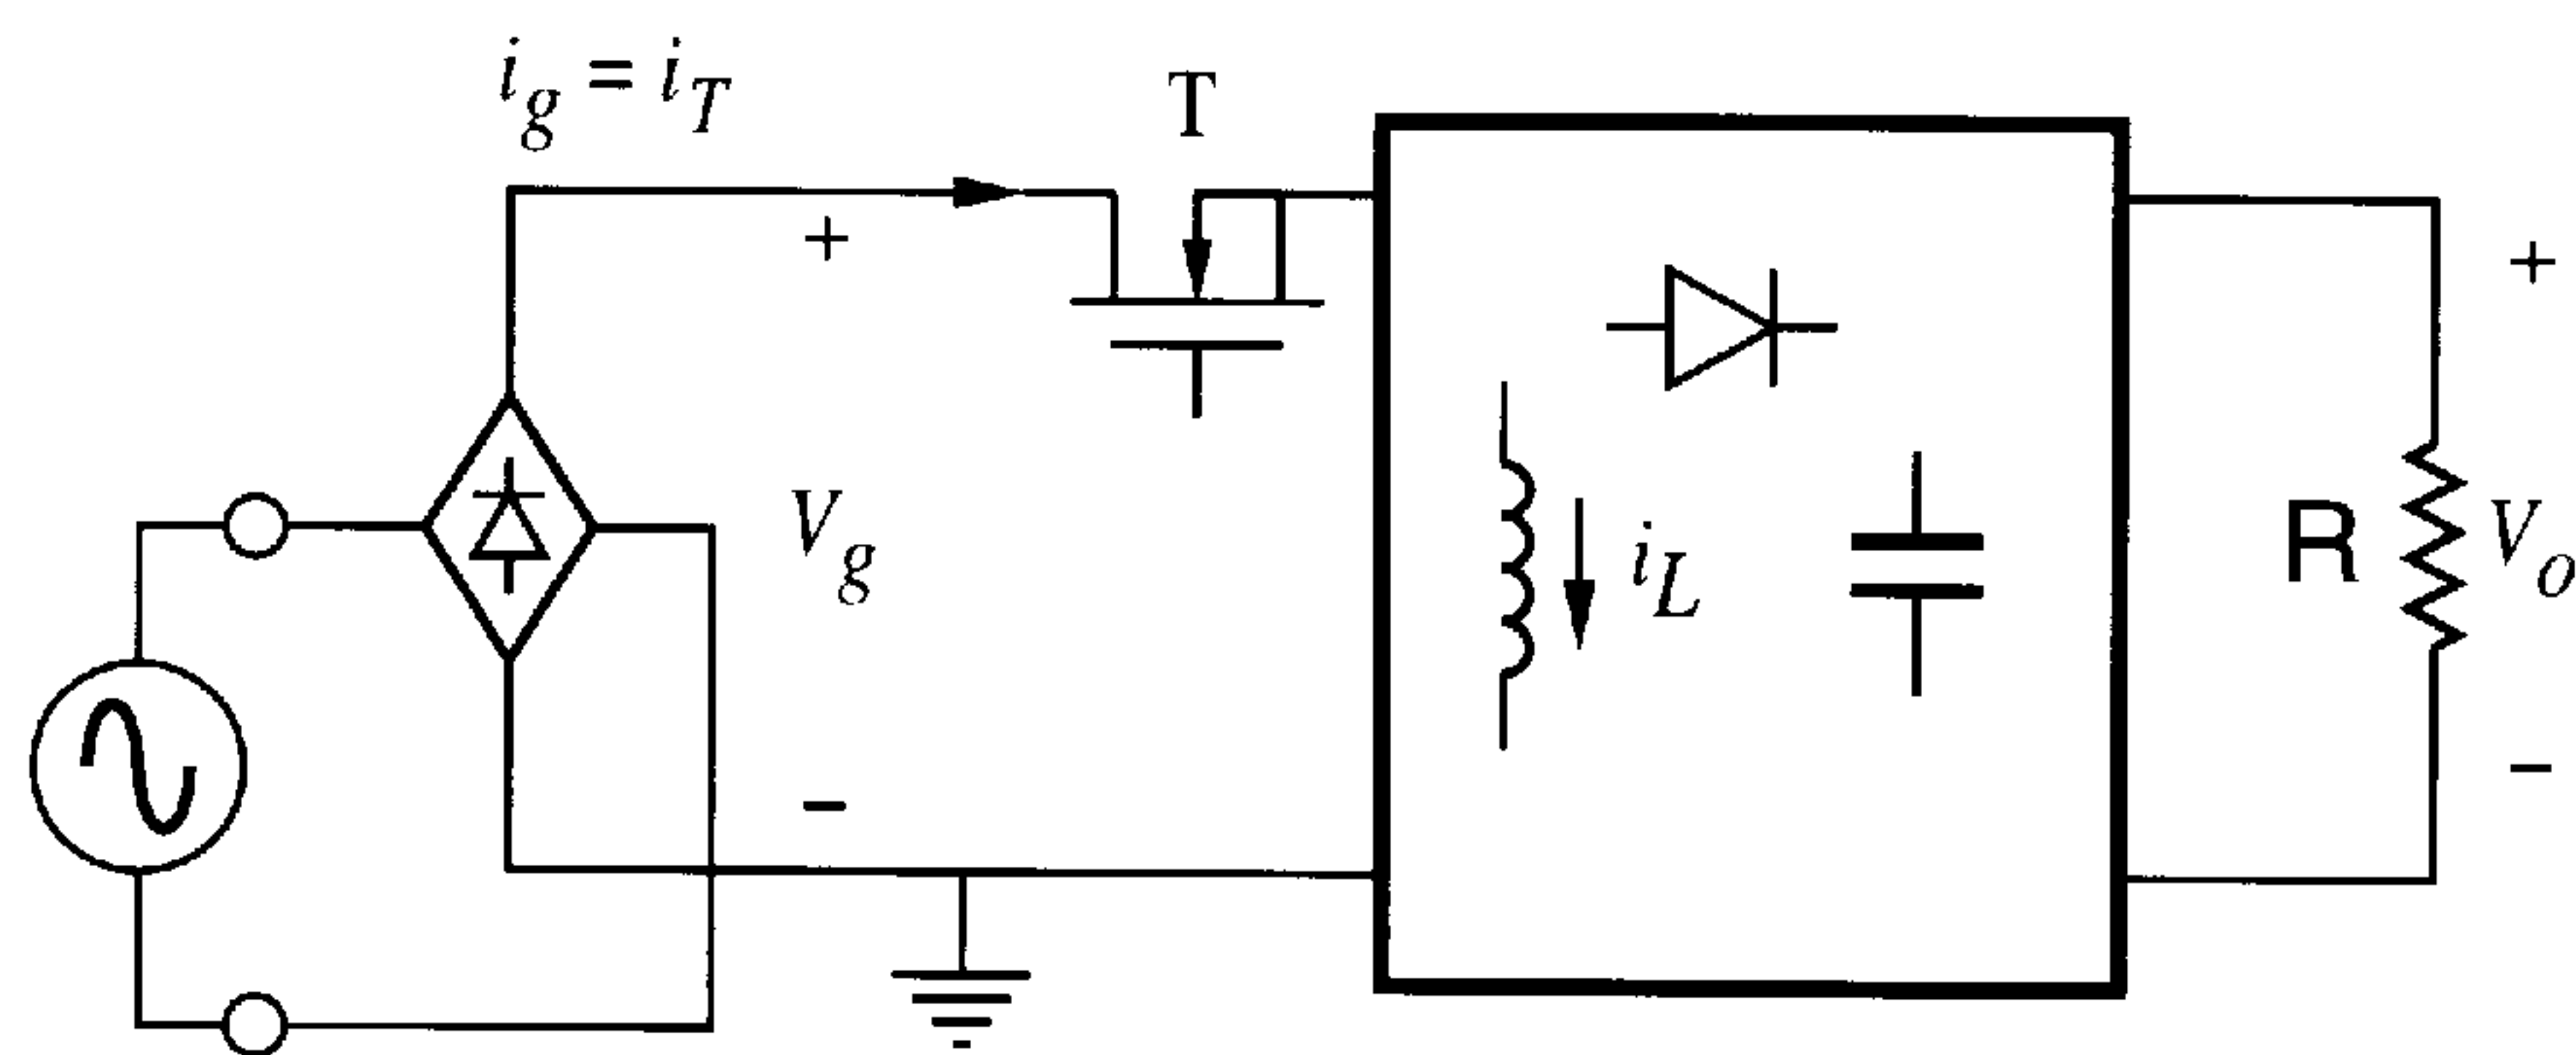 i_g = i_T
T
+
+
V_g
i_L
R
V_o
−
−